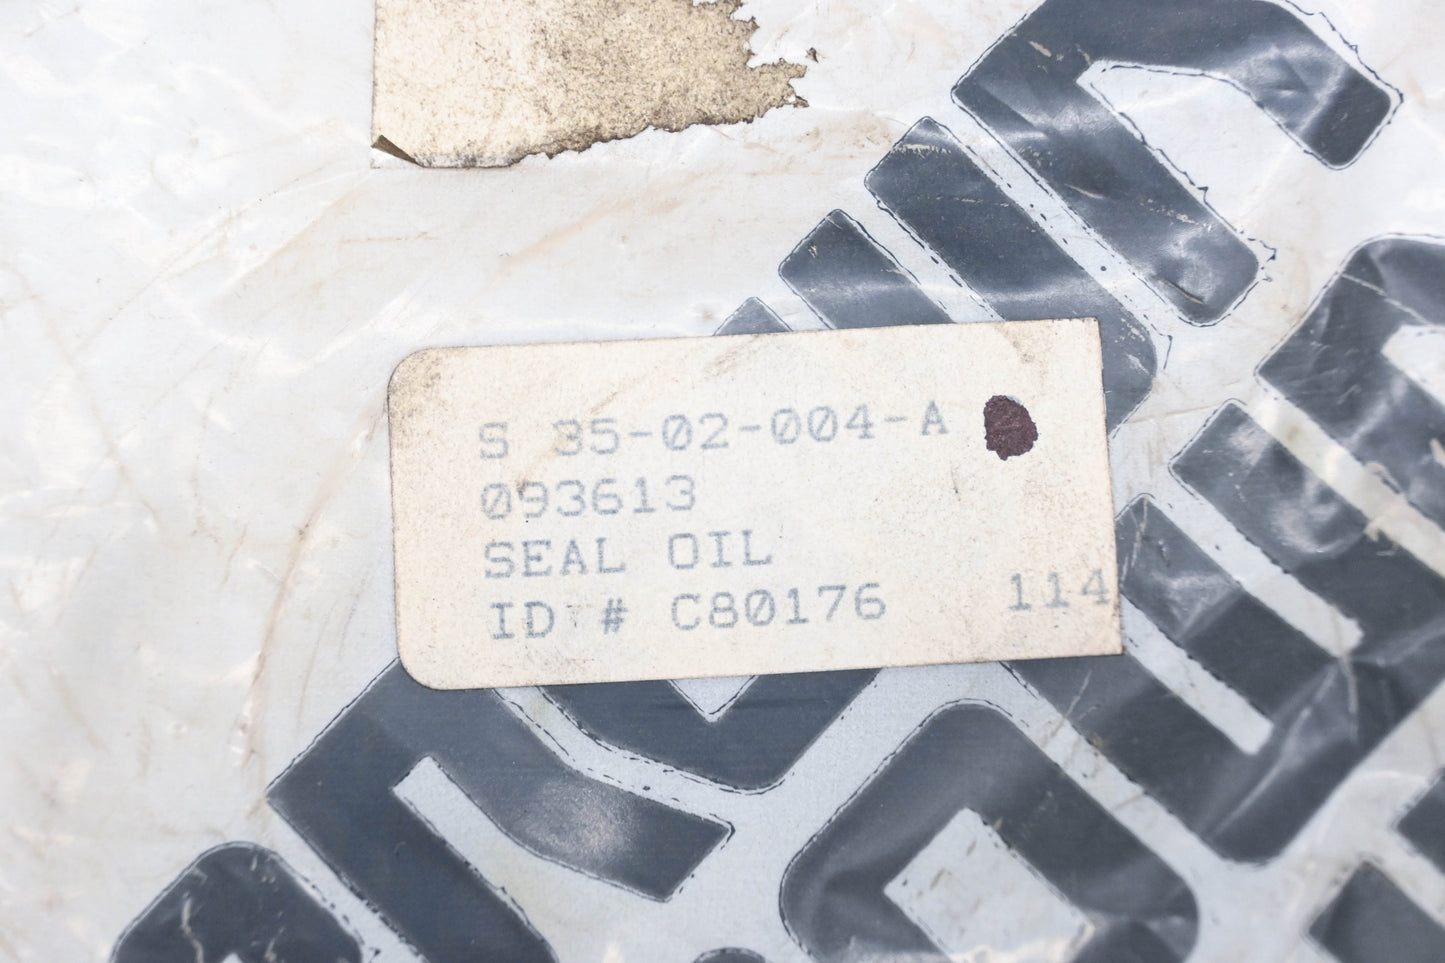 S 35-02-004-A
093613
SEAL OIL
ID # C80176 114